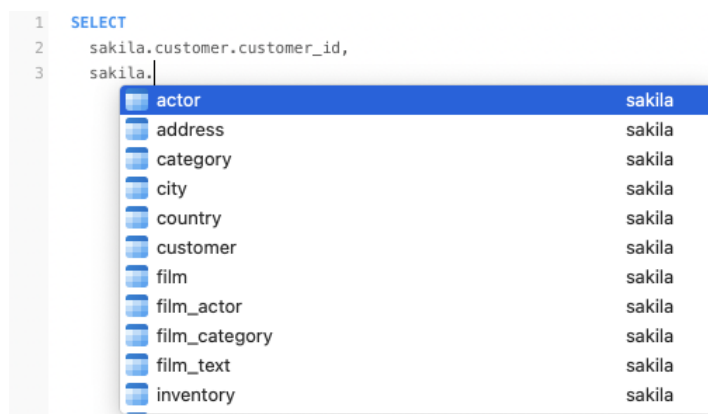 1 SELECT
2 sakila.customer.customer_id,
3 sakila.
actor sakila
address sakila
category sakila
city sakila
country sakila
customer sakila
film sakila
film_actor sakila
film_category sakila
film_text sakila
inventory sakila